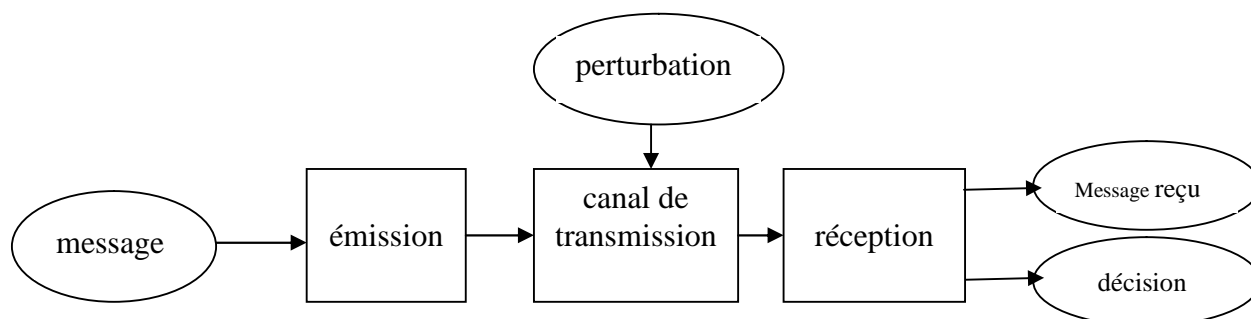 perturbation
message
émission
canal de
transmission
réception
Message reçu
décision